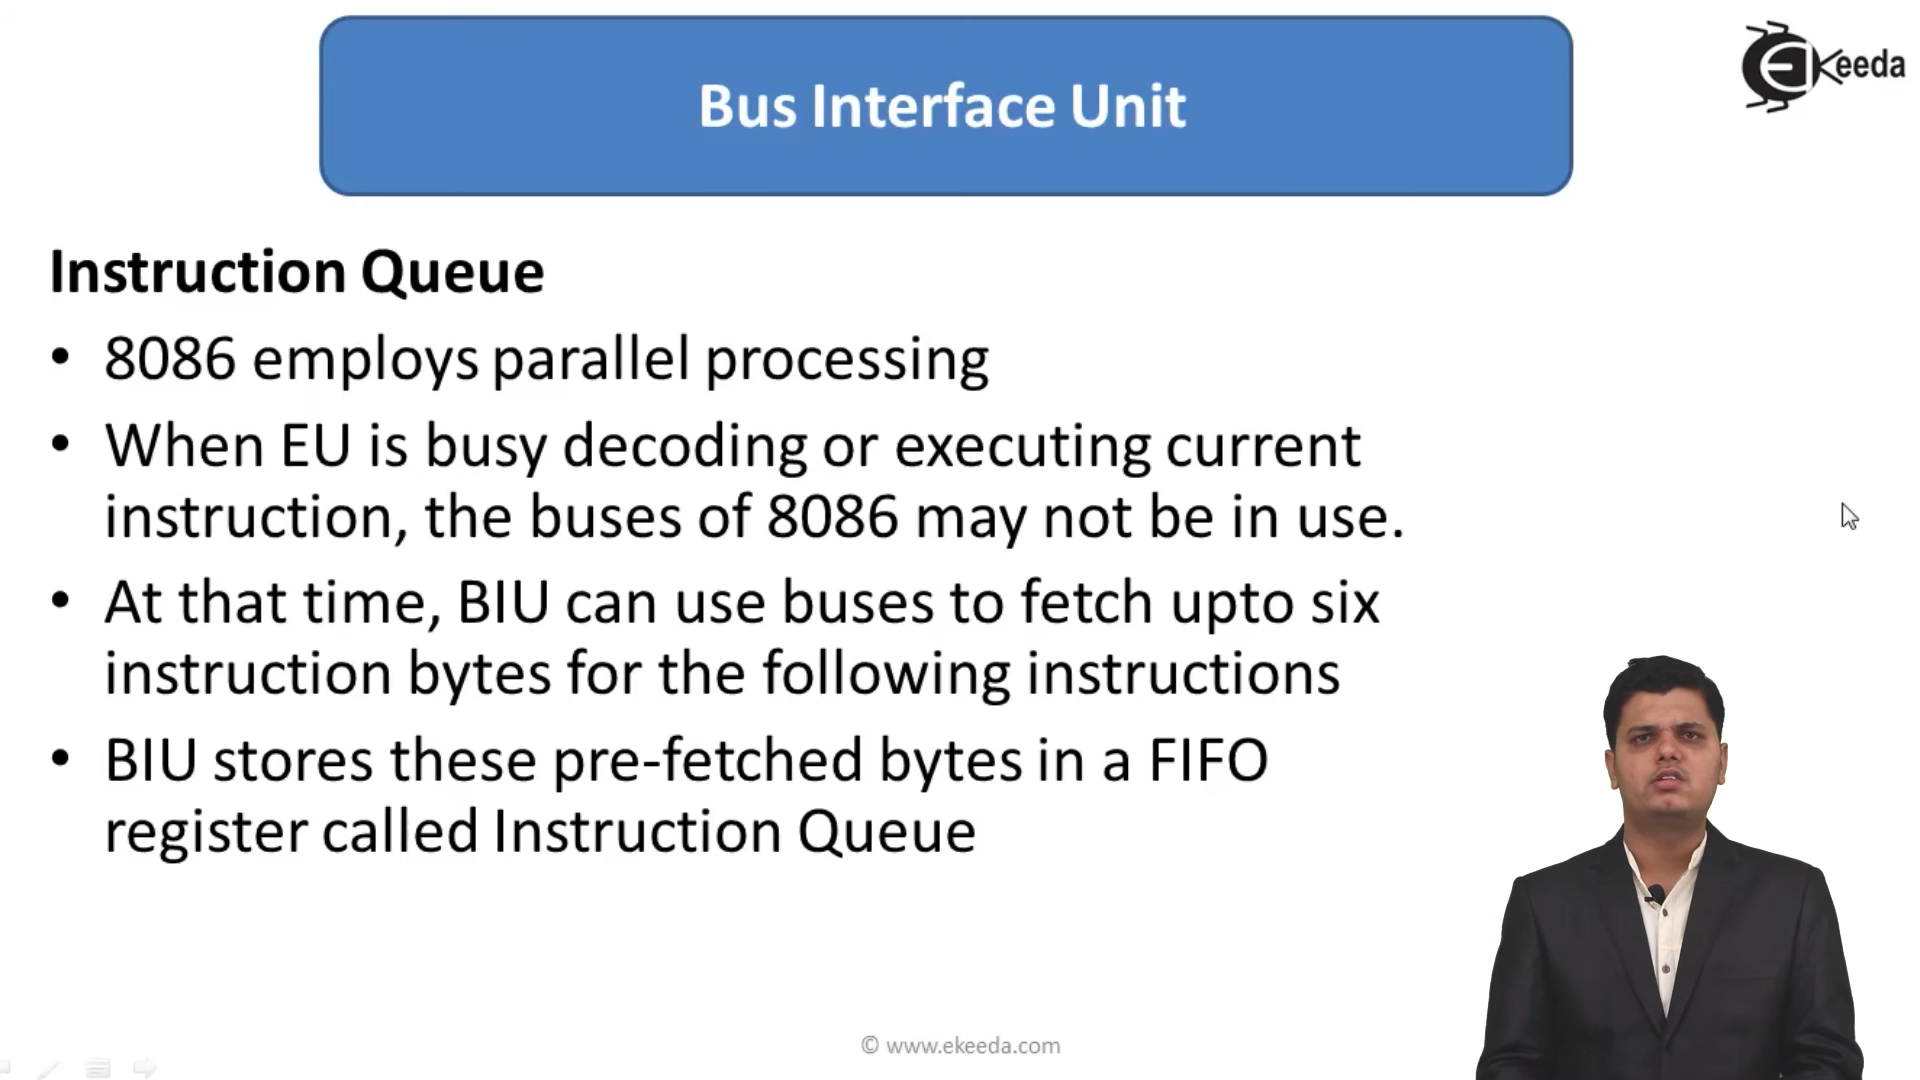 Bus Interface Unit
Ekeeda
Instruction Queue
• 8086 employs parallel processing
• When EU is busy decoding or executing current
instruction, the buses of 8086 may not be in use.
• At that time, BIU can use buses to fetch upto six
instruction bytes for the following instructions
• BIU stores these pre-fetched bytes in a FIFO
register called Instruction Queue
© www.ekeeda.com